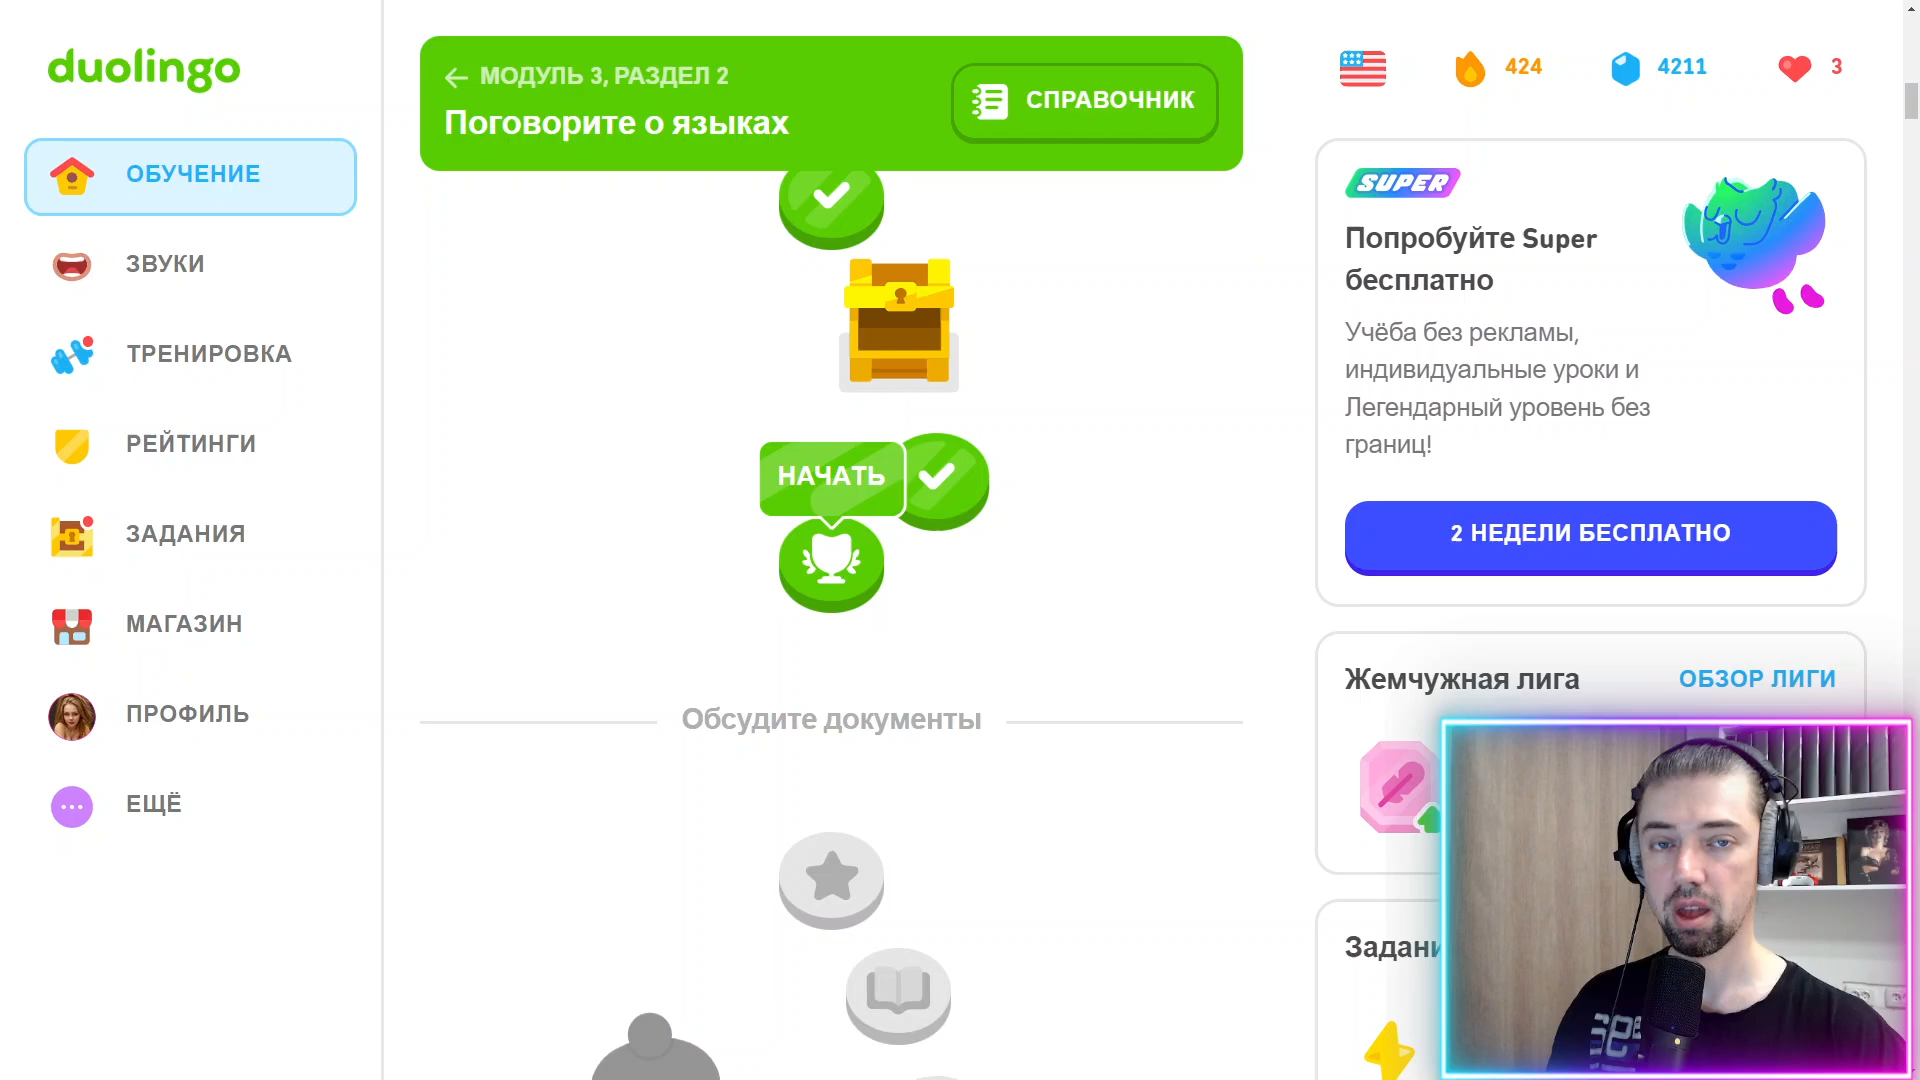 duolingo
ОБУЧЕНИЕ
ЗВУКИ
ТРЕНИРОВКА
РЕЙТИНГИ
ЗАДАНИЯ
МАГАЗИН
ПРОФИЛЬ
ЕЩЁ
МОДУЛЬ 3, РАЗДЕЛ 2
Поговорите о языках
СПРАВОЧНИК
НАЧАТЬ
Обсудите документы
424
4211
3
SUPER
Попробуйте Super
бесплатно
Учёба без рекламы,
индивидуальные уроки и
Легендарный уровень без
границ!
2 НЕДЕЛИ БЕСПЛАТНО
Жемчужная лига
ОБЗОР ЛИГИ